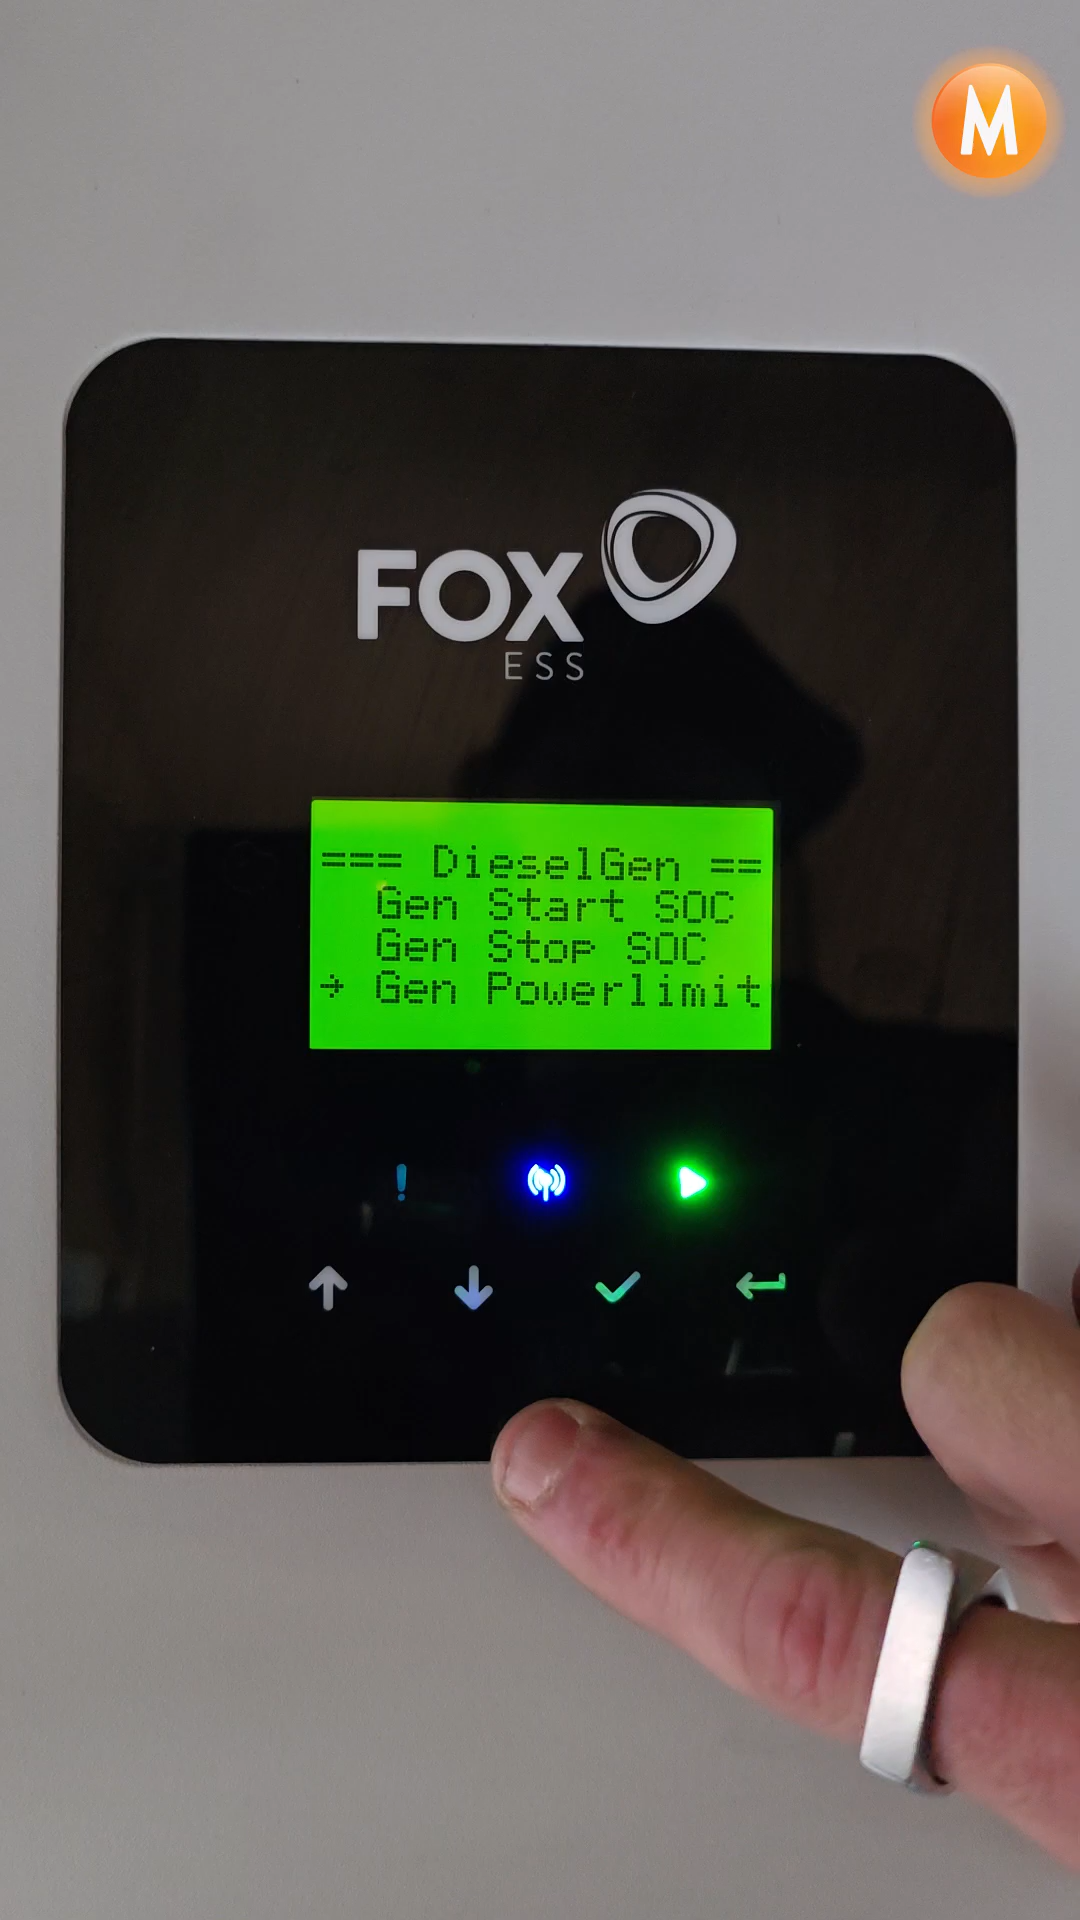 M
FOX
ESS
=== DieselGen ==
Gen Start SOC
Gen Stop SOC
→ Gen Powerlimit